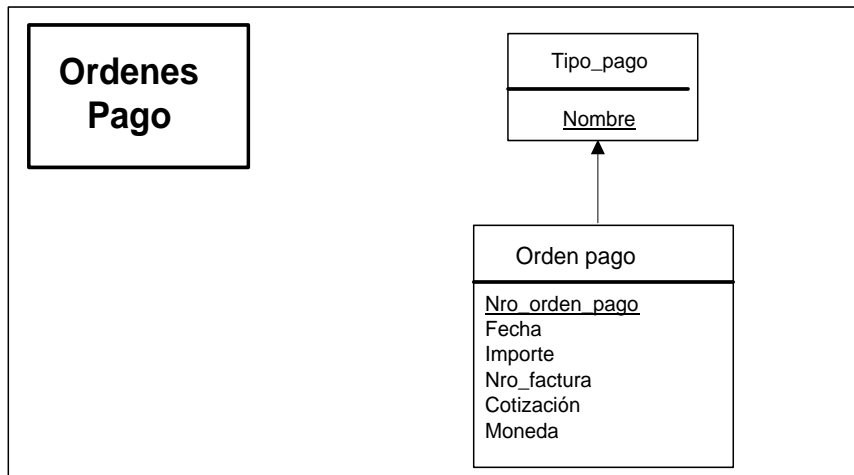 Ordenes
Pago
Tipo_pago
Nombre
Orden pago
Nro_orden_pago
Fecha
Importe
Nro_factura
Cotización
Moneda